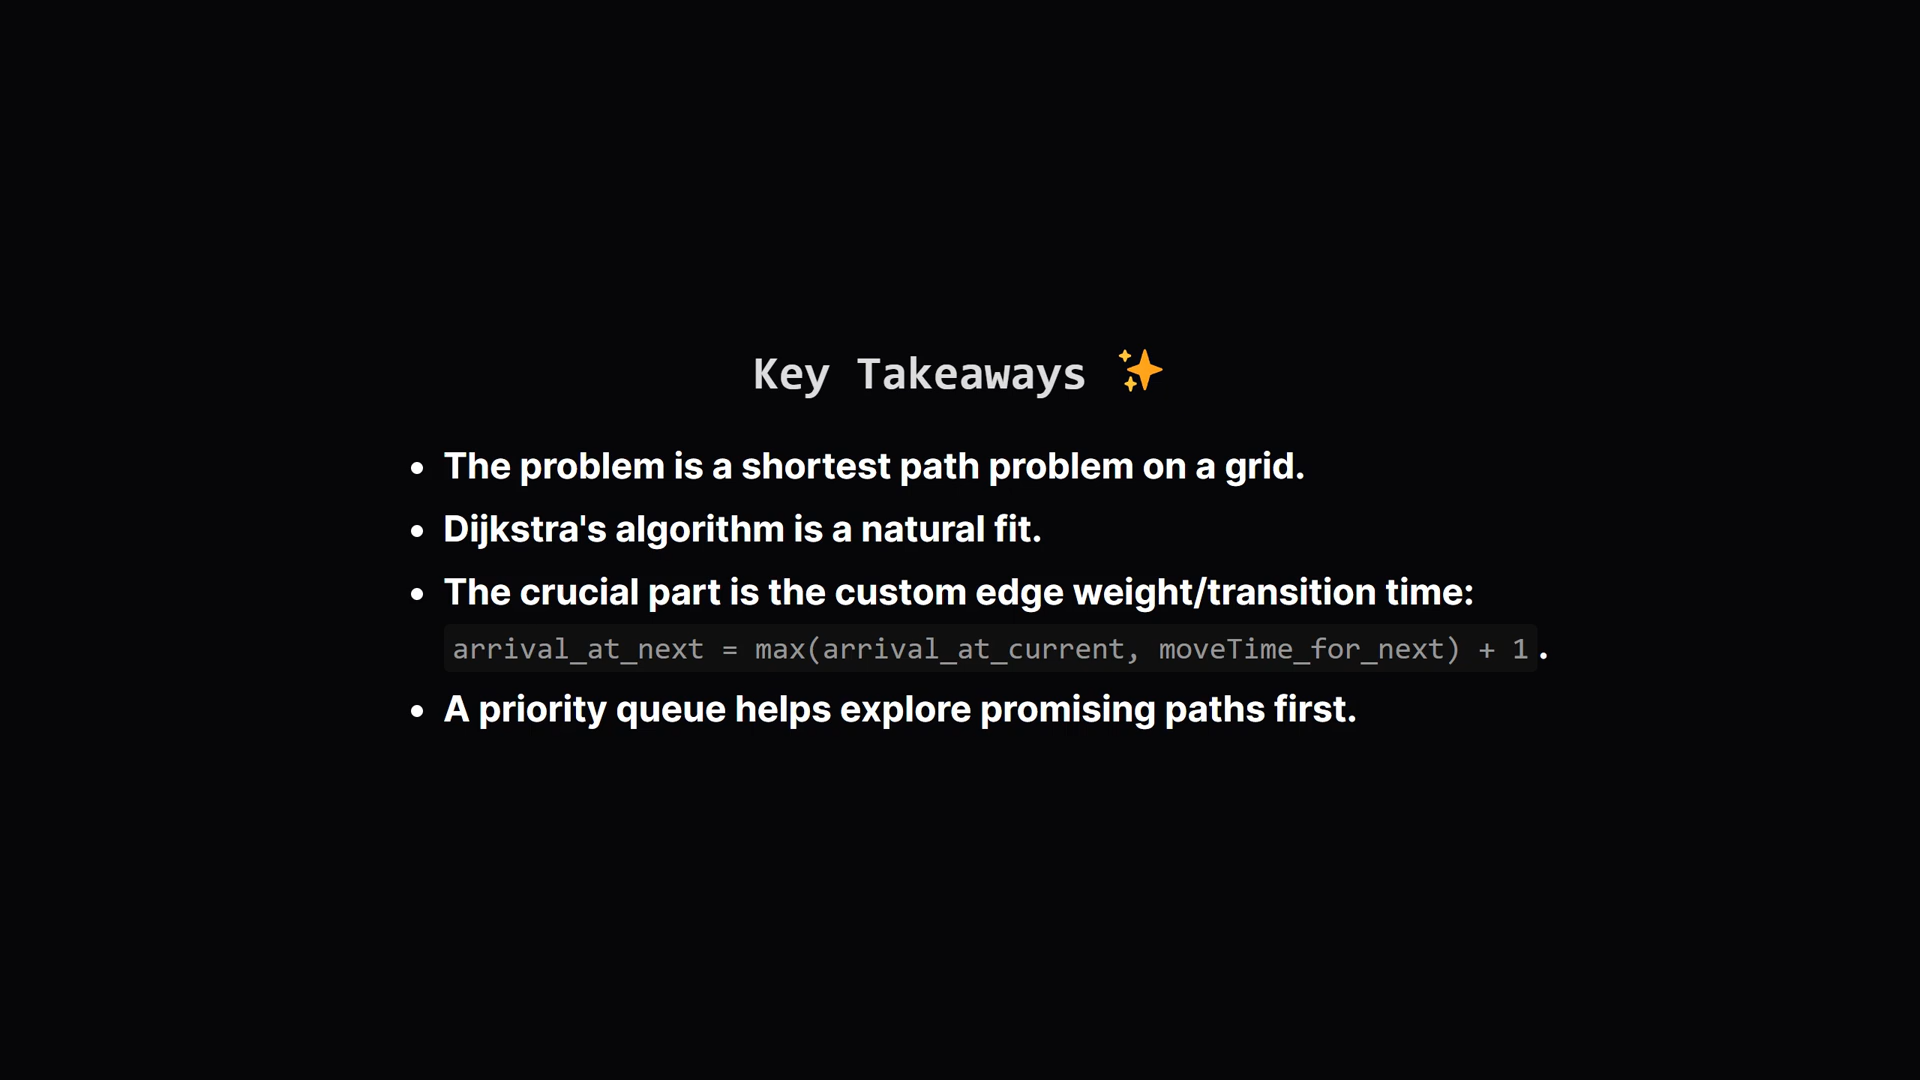 Key Takeaways ✨
• The problem is a shortest path problem on a grid.
• Dijkstra's algorithm is a natural fit.
• The crucial part is the custom edge weight/transition time:
arrival_at_next = max(arrival_at_current, moveTime_for_next) + 1.
• A priority queue helps explore promising paths first.